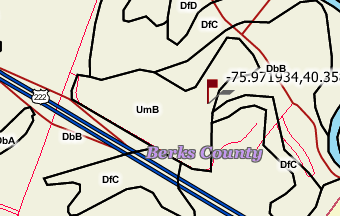 DfD
DfC
DbB
-75.971934,40.35
222
UmB
DbA
DbB
Berks County
DfC
DfC